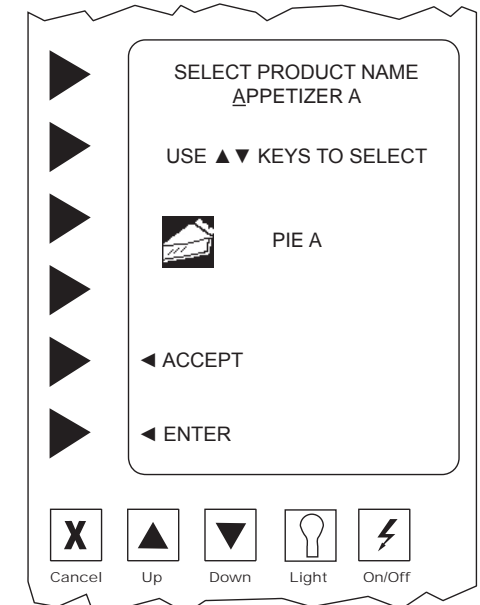 SELECT PRODUCT NAME
APPETIZER A
USE ▲▼ KEYS TO SELECT
PIE A
◄ ACCEPT
◄ ENTER
X
Cancel Up Down Light On/Off